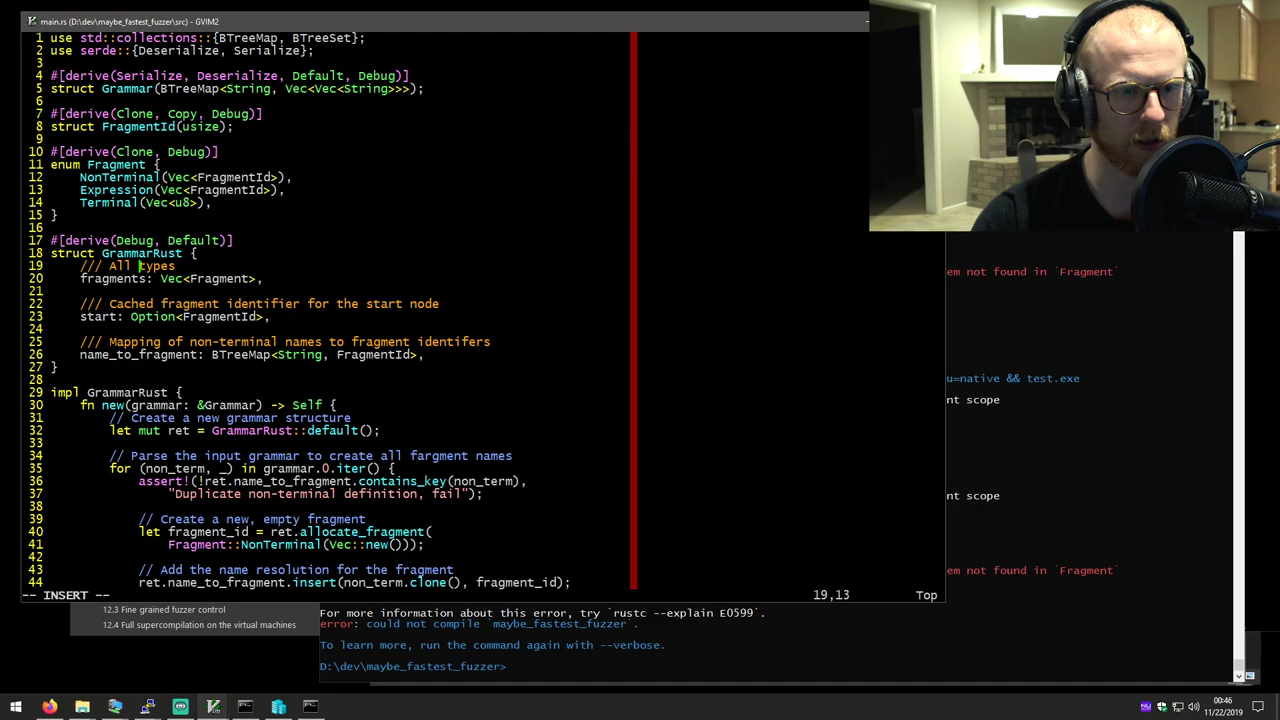 main.rs (D:\dev\maybe_fastest_fuzzer\src) - GVIM2
1 use std::collections::{BTreeMap, BTreeSet};
2 use serde::{Deserialize, Serialize};
3
4 #[derive(Serialize, Deserialize, Default, Debug)]
5 struct Grammar(BTreeMap<String, Vec<Vec<String>>>);
6
7 #[derive(Clone, Copy, Debug)]
8 struct FragmentId(usize);
9
10 #[derive(Clone, Debug)]
11 enum Fragment {
12 NonTerminal(Vec<FragmentId>),
13 Expression(Vec<FragmentId>),
14 Terminal(Vec<u8>),
15 }
16
17 #[derive(Debug, Default)]
18 struct GrammarRust {
19 /// All types
20 fragments: Vec<Fragment>,
21
22 /// Cached fragment identifier for the start node
23 start: Option<FragmentId>,
24
25 /// Mapping of non-terminal names to fragment identifers
26 name_to_fragment: BTreeMap<String, FragmentId>,
27 }
28
29 impl GrammarRust {
30 fn new(grammar: &Grammar) -> Self {
31 // Create a new grammar structure
32 let mut ret = GrammarRust::default();
33
34 // Parse the input grammar to create all fargment names
35 for (non_term, _) in grammar.0.iter() {
36 assert!(!ret.name_to_fragment.contains_key(non_term),
37 "Duplicate non-terminal definition, fail");
38
39 // Create a new, empty fragment
40 let fragment_id = ret.allocate_fragment(
41 Fragment::NonTerminal(Vec::new()));
42
43 // Add the name resolution for the fragment
44 ret.name_to_fragment.insert(non_term.clone(), fragment_id);
-- INSERT -- 19,13 Top
em not found in `Fragment`
u=native && test.exe
nt scope
nt scope
em not found in `Fragment`
12.3 Fine grained fuzzer control
12.4 Full supercompilation on the virtual machines
For more information about this error, try `rustc --explain E0599`.
error: could not compile `maybe_fastest_fuzzer`.
To learn more, run the command again with --verbose.
D:\dev\maybe_fastest_fuzzer>
00:46
11/22/2019